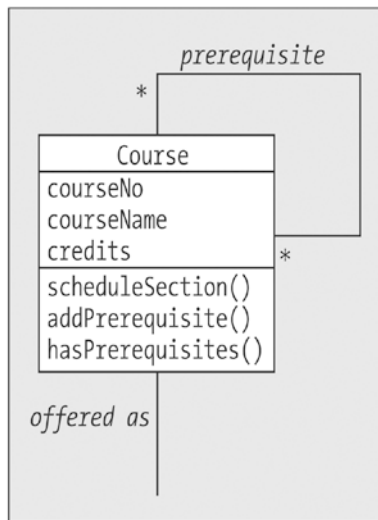 prerequisite
*
Course
courseNo
courseName
credits
*
scheduleSection()
addPrerequisite()
hasPrerequisites()
offered as